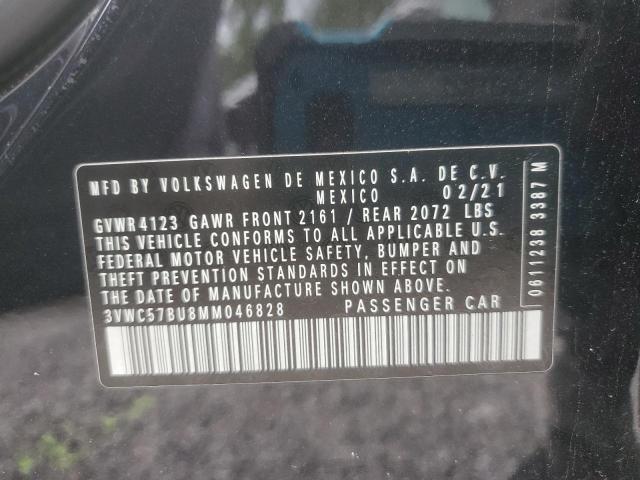 MFD BY VOLKSWAGEN DE MEXICO S.A. DE C.V.
MEXICO 02/21
GVWR4123 GAWR FRONT 2161 / REAR 2072 LBS
THIS VEHICLE CONFORMS TO ALL APPLICABLE U.S.
FEDERAL MOTOR VEHICLE SAFETY, BUMPER AND
THEFT PREVENTION STANDARDS IN EFFECT ON
THE DATE OF MANUFACTURE SHOWN ABOVE.
3VWC57BU8MM046828 PASSENGER CAR
0611238 3387 M